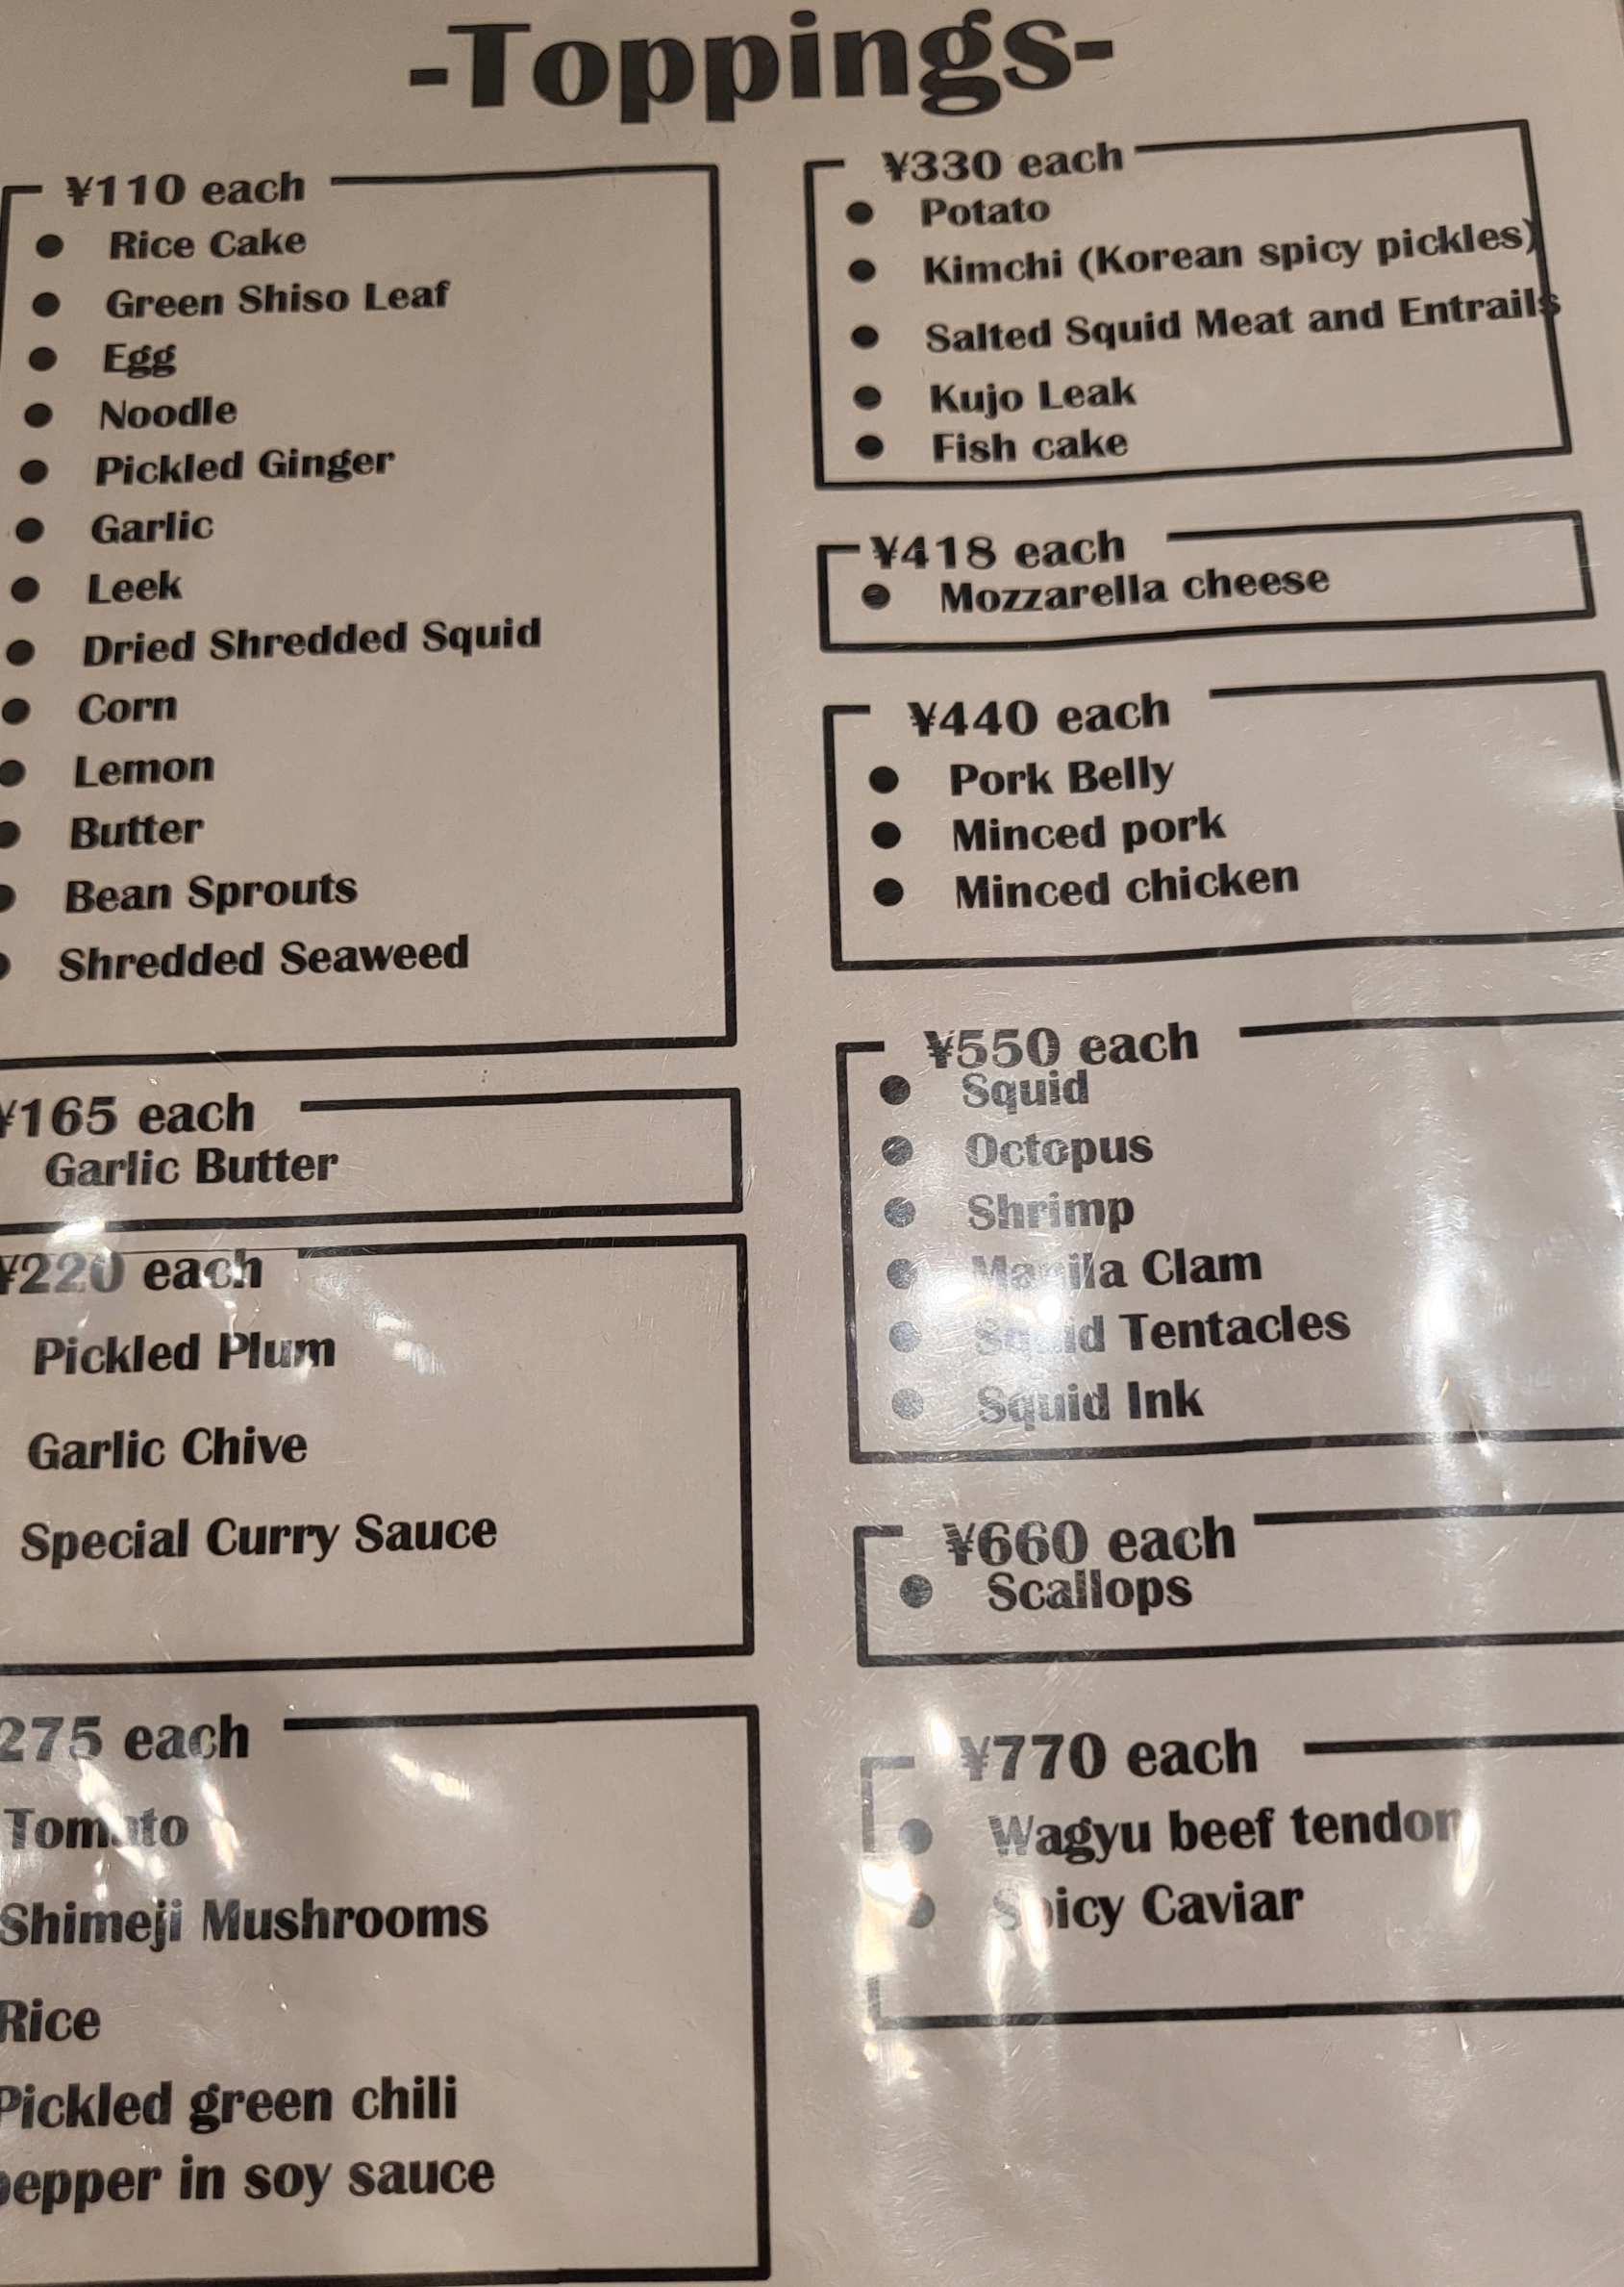 -Toppings-
¥110 each
Rice Cake
Green Shiso Leaf
Egg
Noodle
Pickled Ginger
Garlic
Leek
Dried Shredded Squid
Corn
Lemon
Butter
Bean Sprouts
Shredded Seaweed
¥165 each
Garlic Butter
¥220 each
Pickled Plum
Garlic Chive
Special Curry Sauce
275 each
Tomato
Shimeji Mushrooms
Rice
Pickled green chili
pepper in soy sauce
¥330 each
Potato
Kimchi (Korean spicy pickles)
Salted Squid Meat and Entrails
Kujo Leak
Fish cake
¥418 each
Mozzarella cheese
¥440 each
Pork Belly
Minced pork
Minced chicken
¥550 each
Squid
Octopus
Shrimp
Manila Clam
Squid Tentacles
Squid Ink
¥660 each
Scallops
¥770 each
Wagyu beef tendon
Spicy Caviar